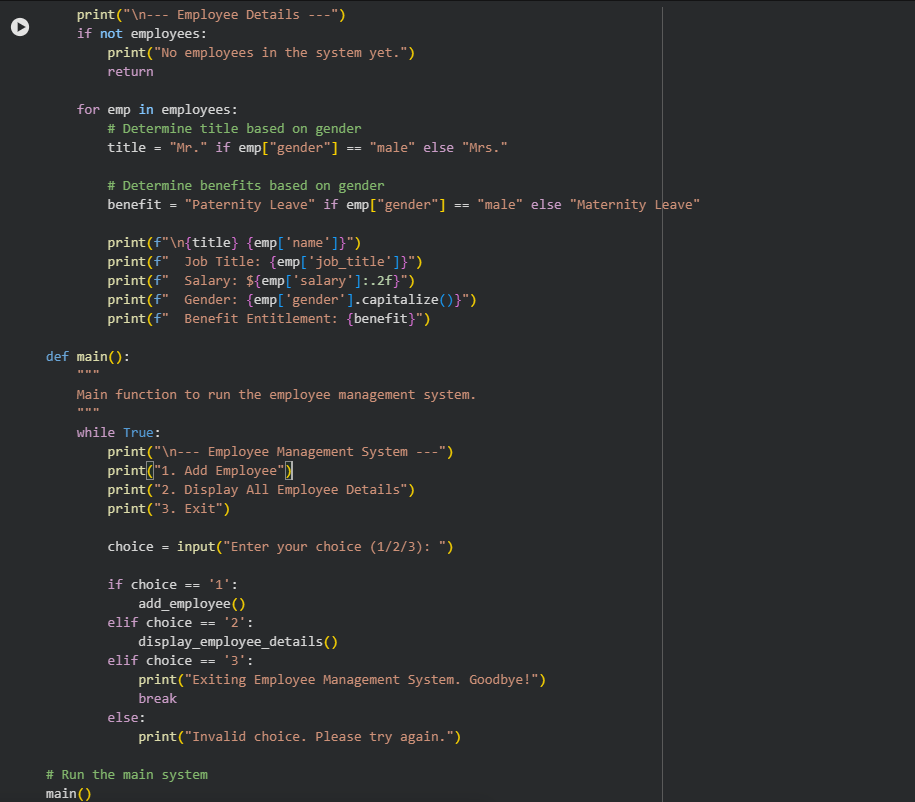 print("\n--- Employee Details ---")
    if not employees:
        print("No employees in the system yet.")
        return

    for emp in employees:
        # Determine title based on gender
        title = "Mr." if emp["gender"] == "male" else "Mrs."

        # Determine benefits based on gender
        benefit = "Paternity Leave" if emp["gender"] == "male" else "Maternity Leave"

        print(f"\n{title} {emp['name']}")
        print(f"  Job Title: {emp['job_title']}")
        print(f"  Salary: ${emp['salary']:.2f}")
        print(f"  Gender: {emp['gender'].capitalize()}")
        print(f"  Benefit Entitlement: {benefit}")

def main():
    """
    Main function to run the employee management system.
    """
    while True:
        print("\n--- Employee Management System ---")
        print("1. Add Employee")
        print("2. Display All Employee Details")
        print("3. Exit")

        choice = input("Enter your choice (1/2/3): ")

        if choice == '1':
            add_employee()
        elif choice == '2':
            display_employee_details()
        elif choice == '3':
            print("Exiting Employee Management System. Goodbye!")
            break
        else:
            print("Invalid choice. Please try again.")

# Run the main system
main()